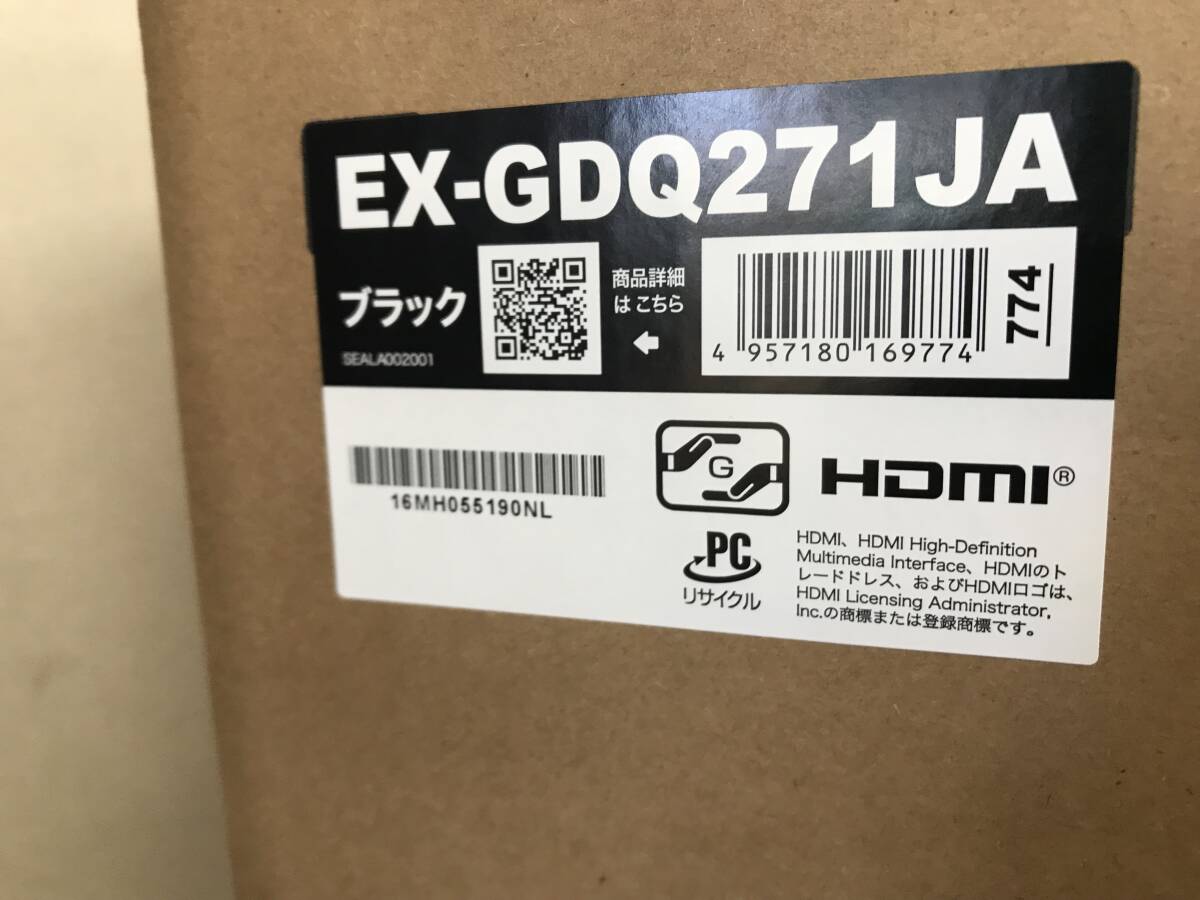 EX-GDQ271JA
ブラック
SEALA002001
商品詳細
は こちら
4 957180 169774
774
16MH055190NL
G
HDMI®
PC
リサイクル
HDMI、HDMI High-Definition
Multimedia Interface、HDMIのト
レードドレス、およびHDMIロゴは、
HDMI Licensing Administrator,
Inc.の商標または登録商標です。